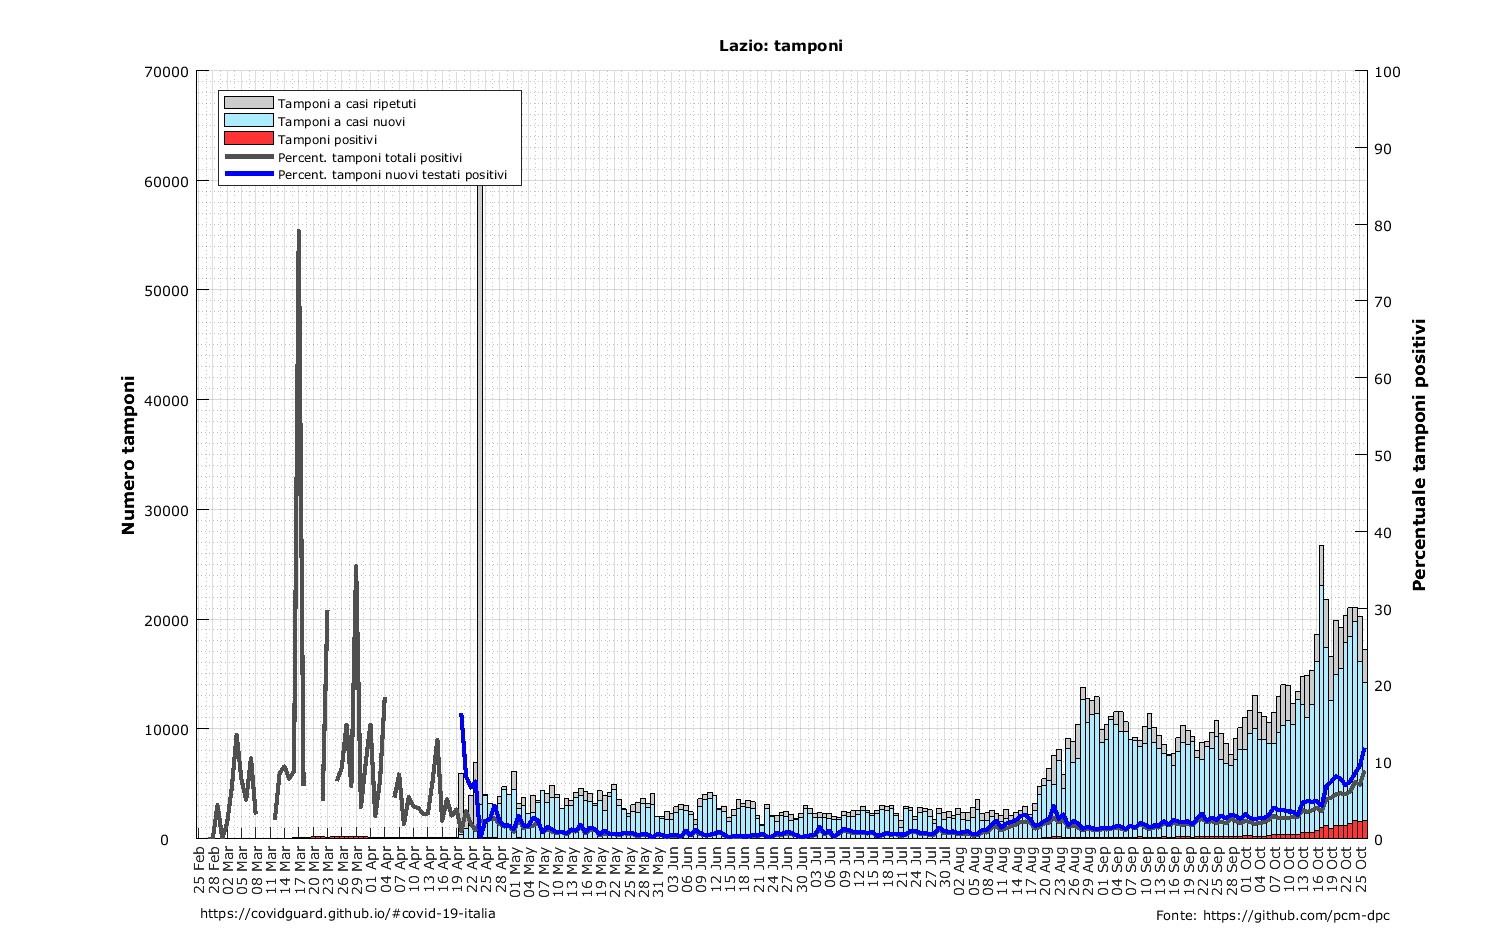 Lazio: tamponi
Tamponi a casi ripetuti
Tamponi a casi nuovi
Tamponi positivi
Percent. tamponi totali positivi
Percent. tamponi nuovi testati positivi
Numero tamponi
70000
60000
50000
40000
30000
20000
10000
0
Percentuale tamponi positivi
100
90
80
70
60
50
40
30
20
10
0
25 Feb
28 Feb
02 Mar
05 Mar
08 Mar
11 Mar
14 Mar
17 Mar
20 Mar
23 Mar
26 Mar
29 Mar
01 Apr
04 Apr
07 Apr
10 Apr
13 Apr
16 Apr
19 Apr
22 Apr
25 Apr
28 Apr
01 May
04 May
07 May
10 May
13 May
16 May
19 May
22 May
25 May
28 May
31 May
03 Jun
06 Jun
09 Jun
12 Jun
15 Jun
18 Jun
21 Jun
24 Jun
27 Jun
30 Jun
03 Jul
06 Jul
09 Jul
12 Jul
15 Jul
18 Jul
21 Jul
24 Jul
27 Jul
30 Jul
02 Aug
05 Aug
08 Aug
11 Aug
14 Aug
17 Aug
20 Aug
23 Aug
26 Aug
29 Aug
01 Sep
04 Sep
07 Sep
10 Sep
13 Sep
16 Sep
19 Sep
22 Sep
25 Sep
28 Sep
01 Oct
04 Oct
07 Oct
10 Oct
13 Oct
16 Oct
19 Oct
22 Oct
25 Oct
https://covidguard.github.io/#covid-19-italia
Fonte: https://github.com/pcm-dpc